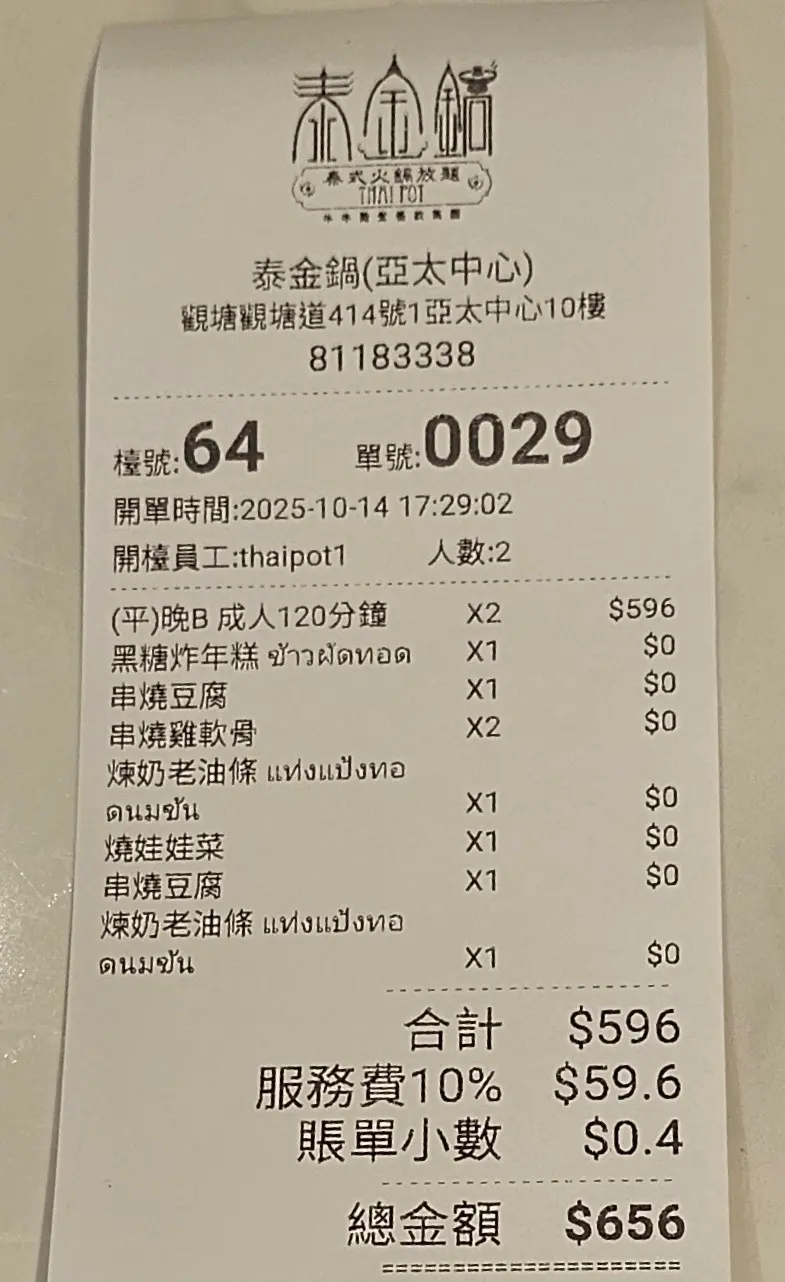 泰金鍋
泰式火鍋放題
THAI POT
泰金鍋(亞太中心)
觀塘觀塘道414號1亞太中心10樓
81183338
檯號:64 單號:0029
開單時間:2025-10-14 17:29:02
開檯員工:thaipot1 人數:2
(平)晚B 成人120分鐘 X2 $596
黑糖炸年糕 ข้าวผัดทอด X1 $0
串燒豆腐 X1 $0
串燒雞軟骨 X2 $0
煉奶老油條 แท่งแป้งทอ
ดนมข้น X1 $0
燒娃娃菜 X1 $0
串燒豆腐 X1 $0
煉奶老油條 แท่งแป้งทอ
ดนมข้น X1 $0
合計 $596
服務費10% $59.6
賬單小數 $0.4
總金額 $656